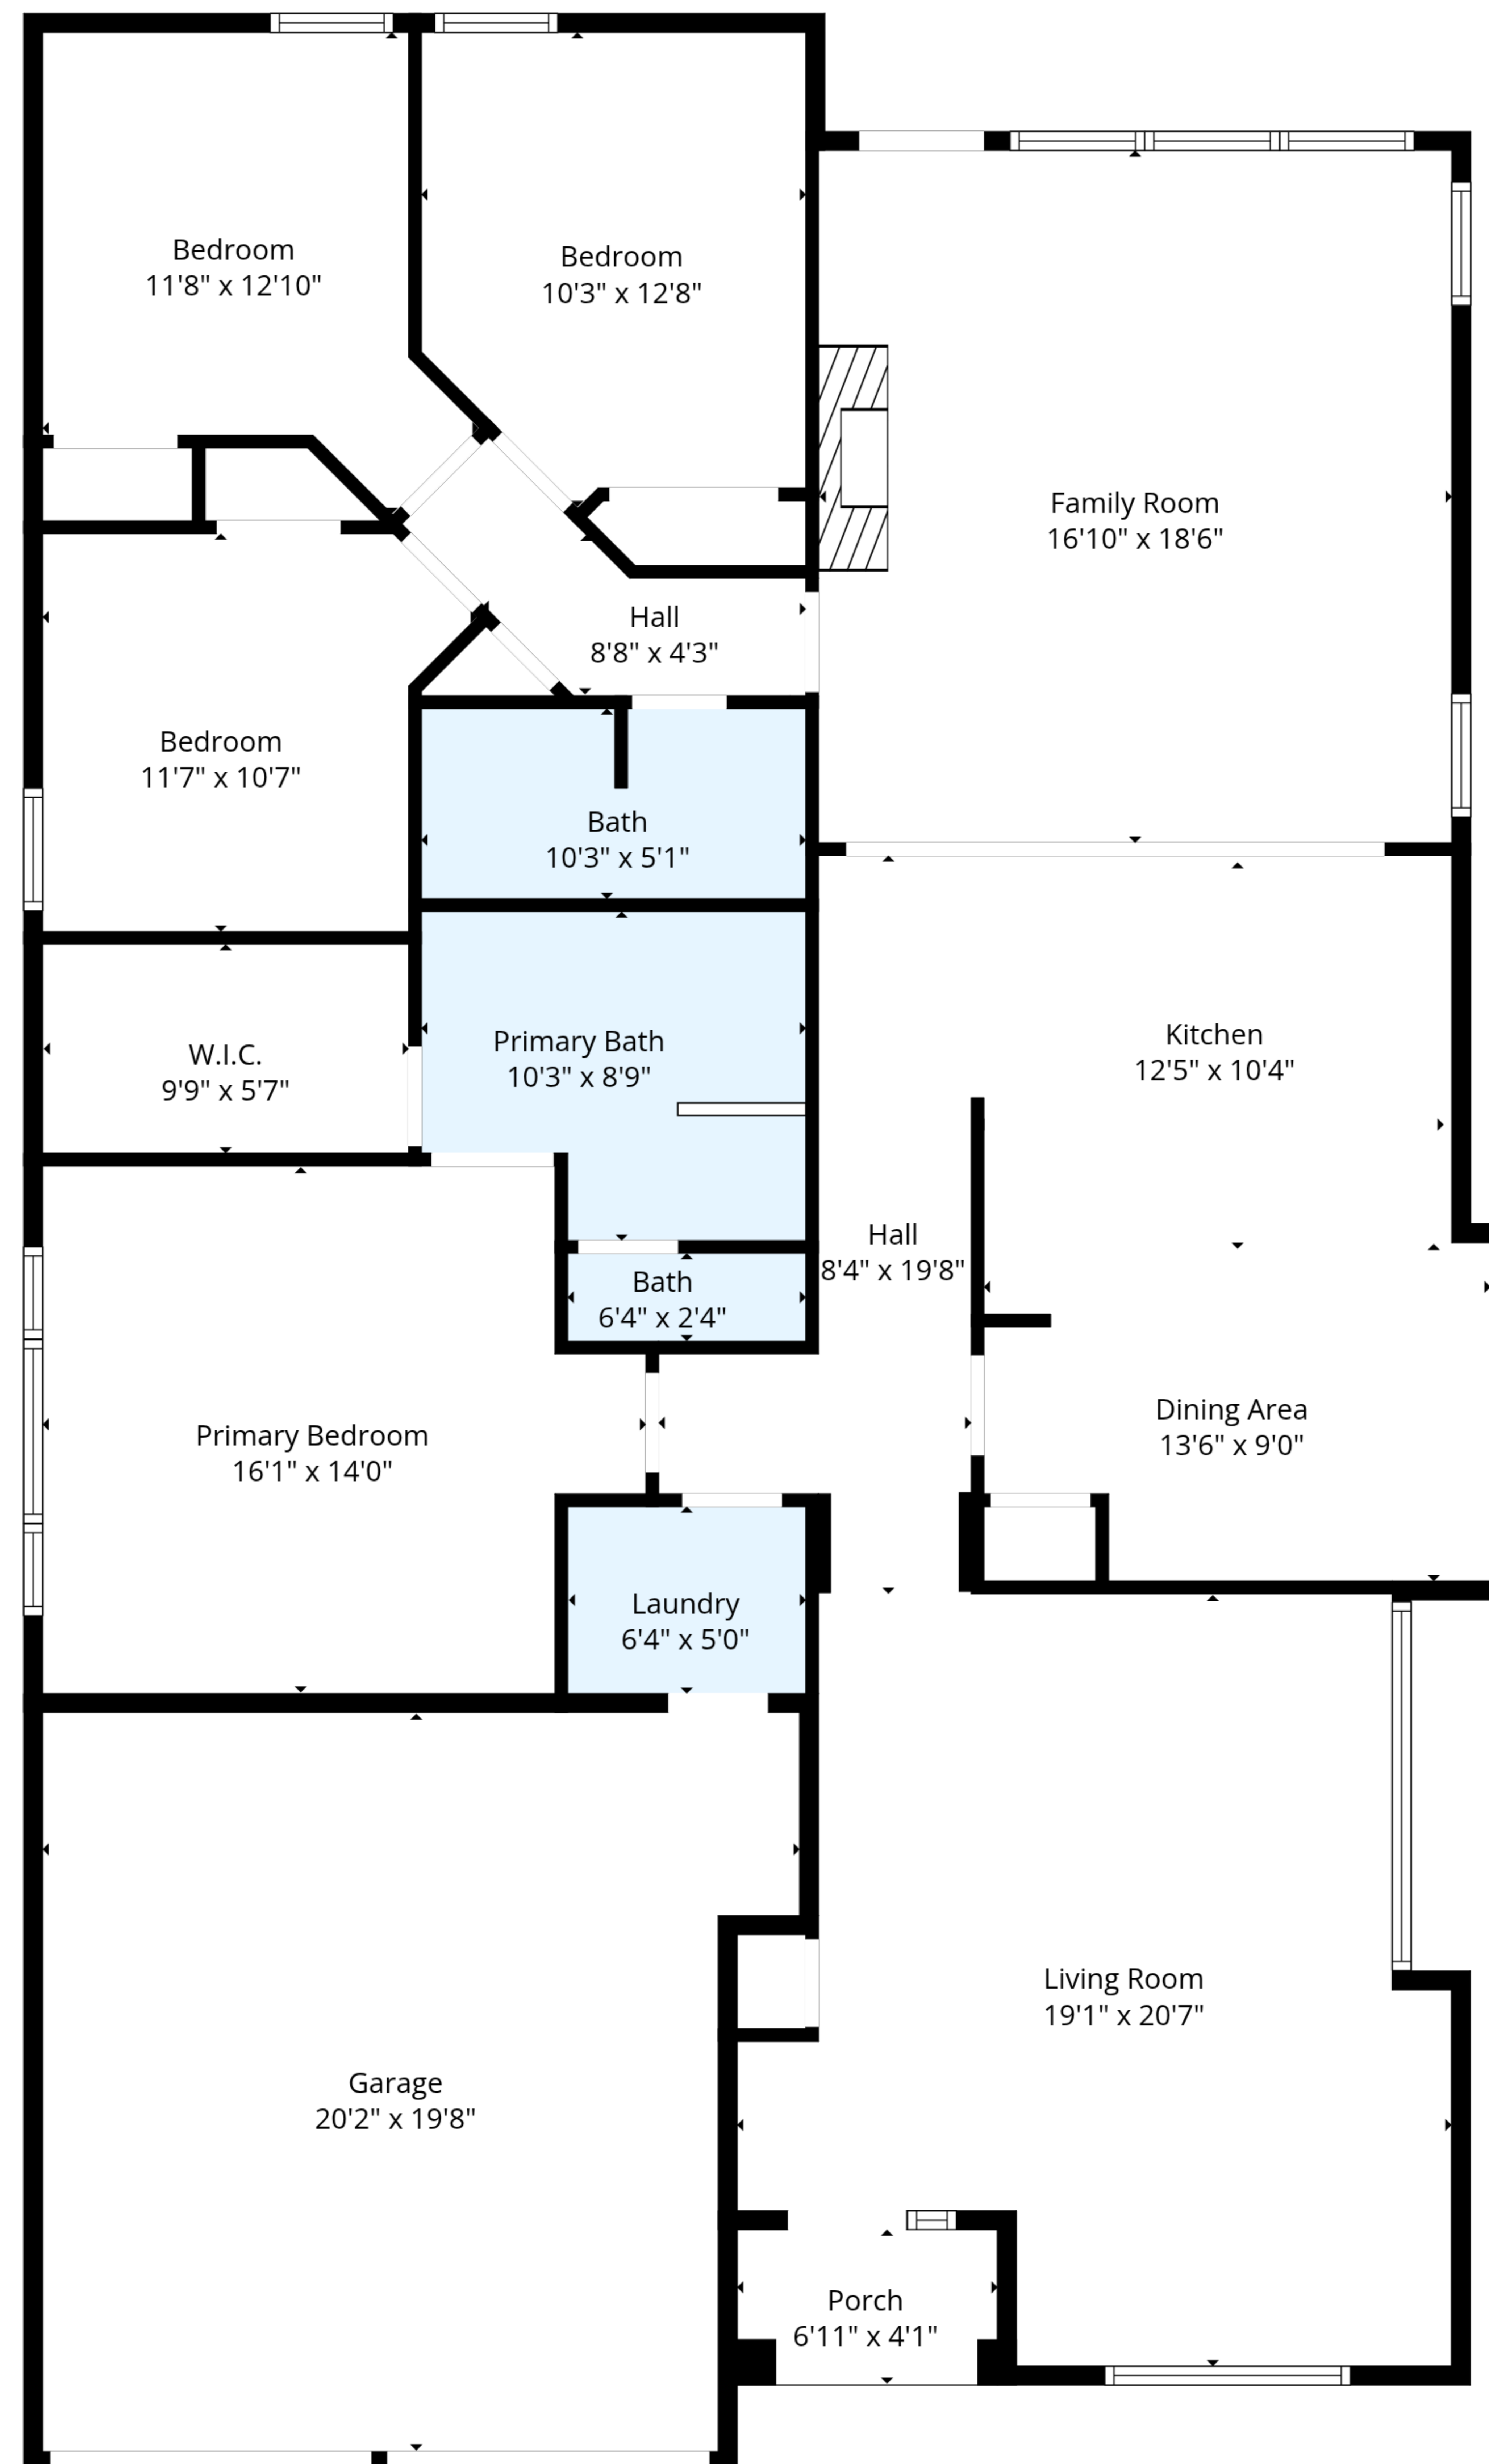 Bedroom
11'8" x 12'10"
Bedroom
10'3" x 12'8"
Family Room
16'10" x 18'6"
Hall
8'8" x 4'3"
Bedroom
11'7" x 10'7"
Bath
10'3" x 5'1"
Primary Bath
10'3" x 8'9"
Kitchen
12'5" x 10'4"
W.I.C.
9'9" x 5'7"
Hall
8'4" x 19'8"
Bath
6'4" x 2'4"
Dining Area
13'6" x 9'0"
Primary Bedroom
16'1" x 14'0"
Laundry
6'4" x 5'0"
Living Room
19'1" x 20'7"
Garage
20'2" x 19'8"
Porch
6'11" x 4'1"